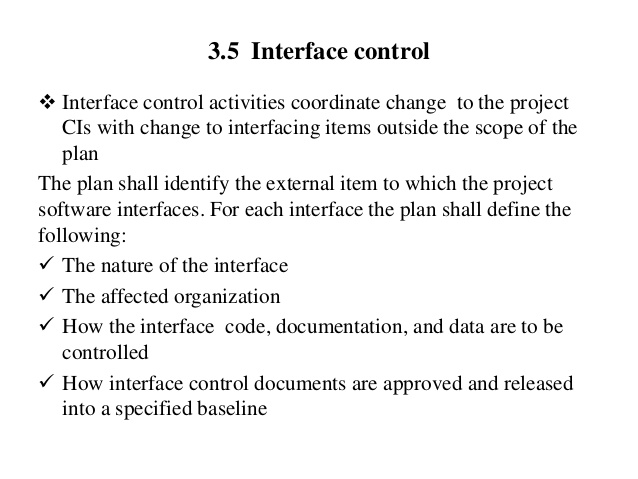 3.5 Interface control
❖ Interface control activities coordinate change to the project
CIs with change to interfacing items outside the scope of the
plan
The plan shall identify the external item to which the project
software interfaces. For each interface the plan shall define the
following:
✓ The nature of the interface
✓ The affected organization
✓ How the interface code, documentation, and data are to be
controlled
✓ How interface control documents are approved and released
into a specified baseline